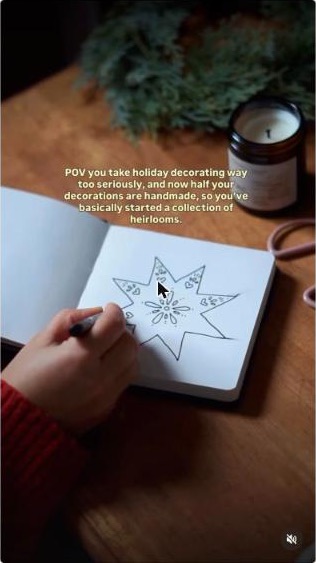 POV you take holiday decorating way
too seriously, and now half your
decorations are handmade, so you've
basically started a collection of
heirlooms.